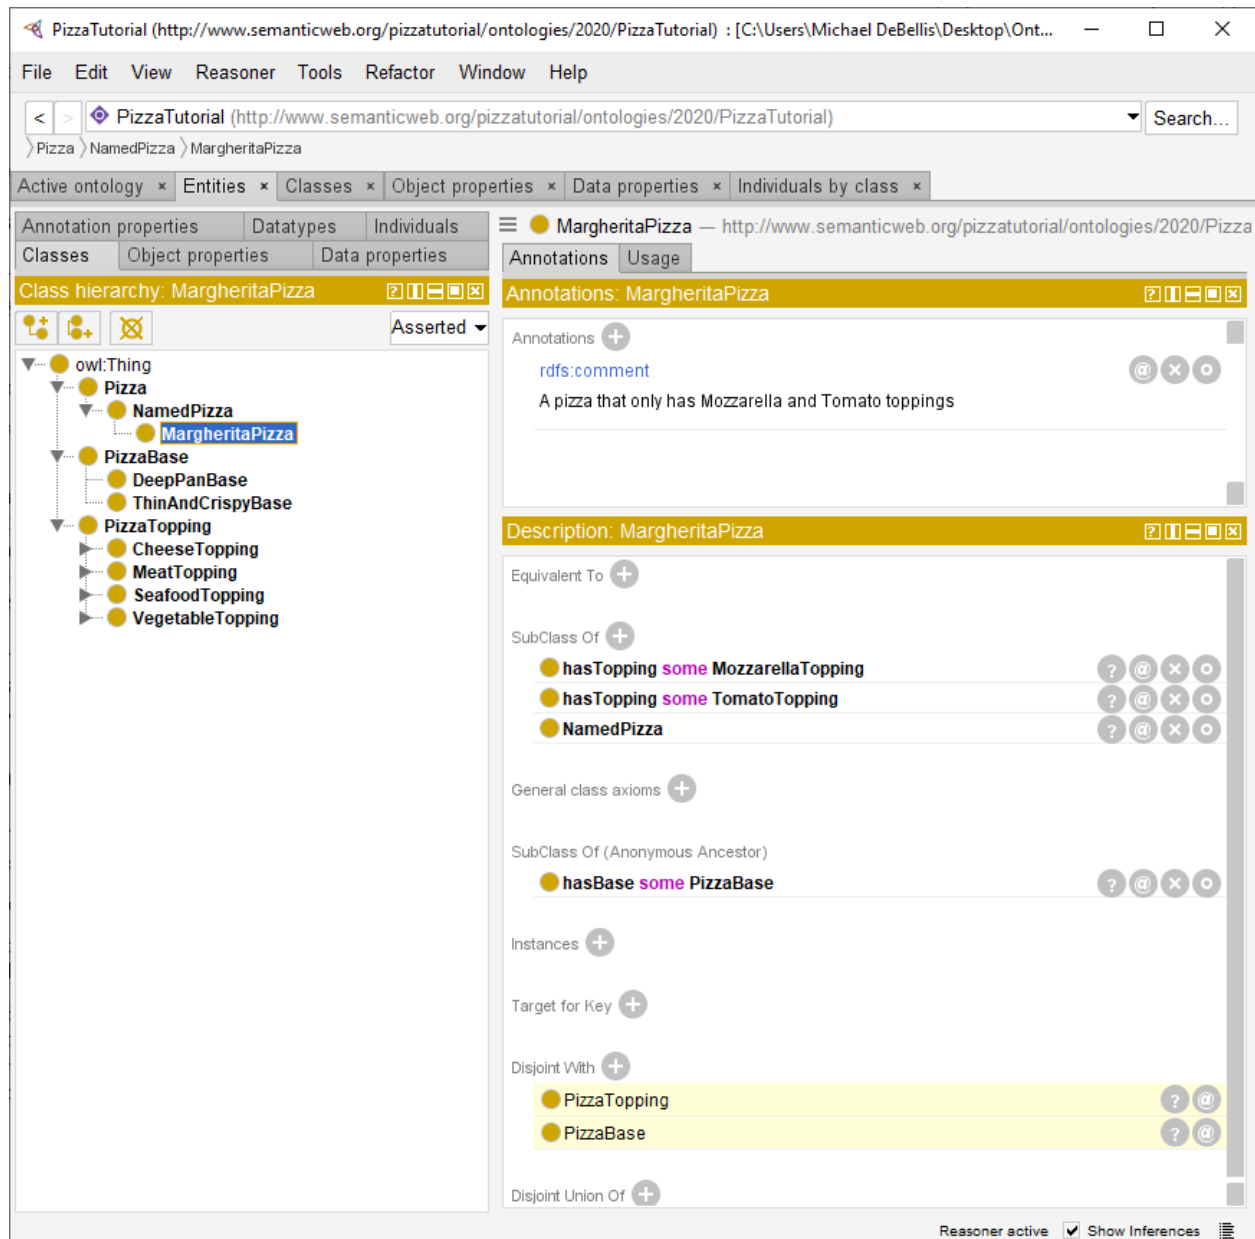 PizzaTutorial (http://www.semanticweb.org/pizzatutorial/ontologies/2020/PizzaTutorial) : [C:\Users\Michael DeBellis\Desktop\Ont...
File Edit View Reasoner Tools Refactor Window Help
< > PizzaTutorial (http://www.semanticweb.org/pizzatutorial/ontologies/2020/PizzaTutorial) Search...
Pizza NamedPizza MargheritaPizza
Active ontology × Entities × Classes × Object properties × Data properties × Individuals by class ×
Annotation properties Datatypes Individuals
Classes Object properties Data properties
Class hierarchy: MargheritaPizza
Asserted
owl:Thing
Pizza
NamedPizza
MargheritaPizza
PizzaBase
DeepPanBase
ThinAndCrispyBase
PizzaTopping
CheeseTopping
MeatTopping
SeafoodTopping
VegetableTopping
MargheritaPizza — http://www.semanticweb.org/pizzatutorial/ontologies/2020/Pizza
Annotations Usage
Annotations: MargheritaPizza
Annotations
rdfs:comment
A pizza that only has Mozzarella and Tomato toppings
Description: MargheritaPizza
Equivalent To
SubClass Of
hasTopping some MozzarellaTopping
hasTopping some TomatoTopping
NamedPizza
General class axioms
SubClass Of (Anonymous Ancestor)
hasBase some PizzaBase
Instances
Target for Key
Disjoint With
PizzaTopping
PizzaBase
Disjoint Union Of
Reasoner active Show Inferences